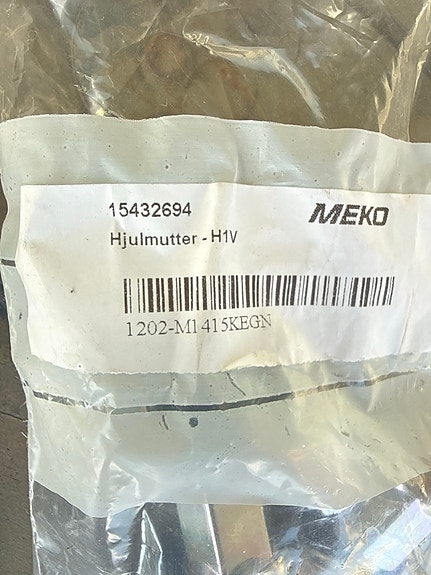 15432694 MEKO
Hjulmutter - H1V
1202-M1415KEGN